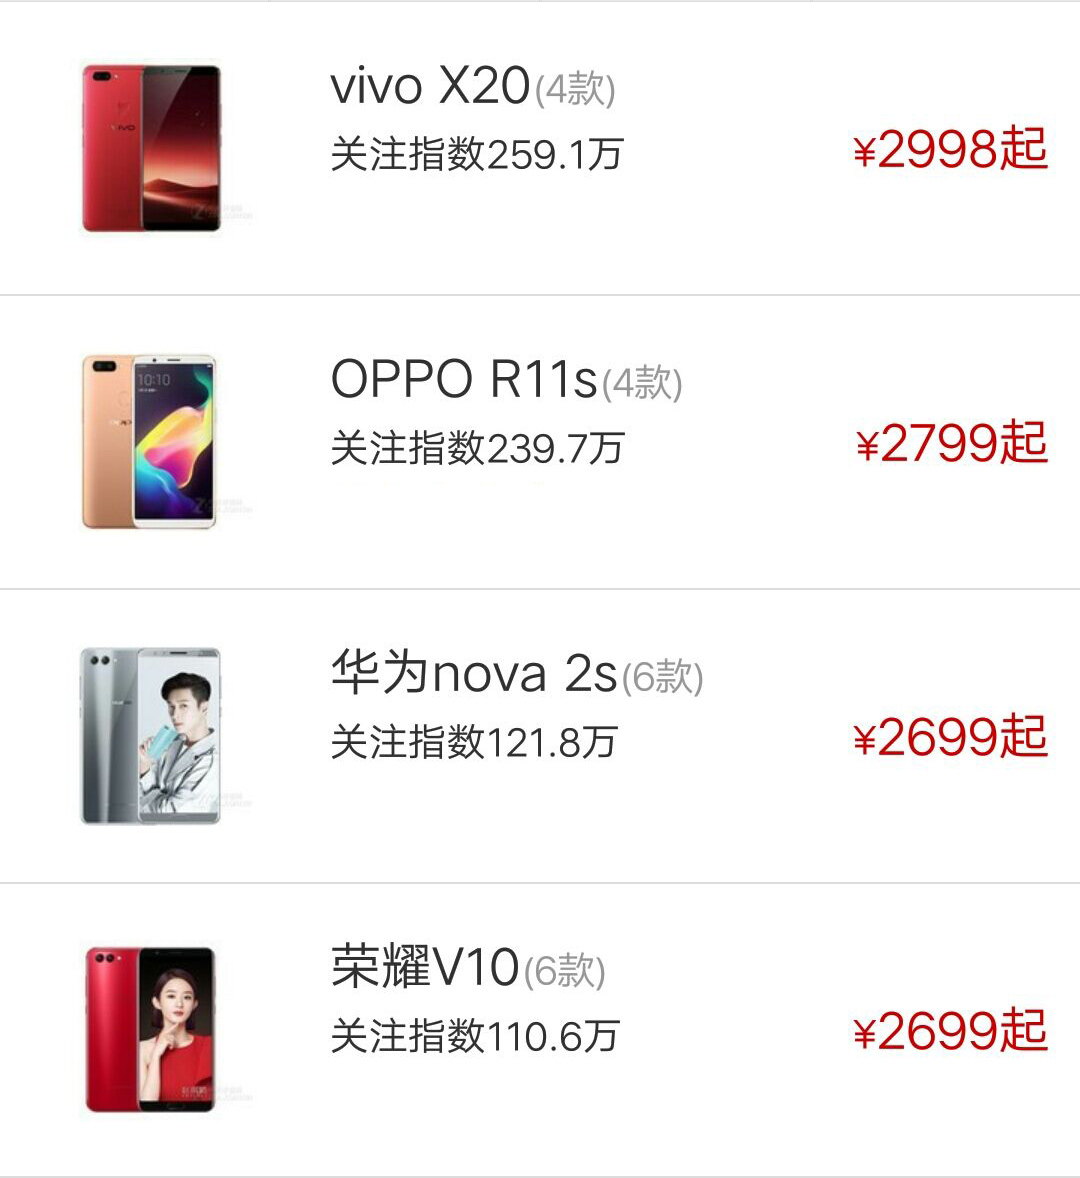 vivo X20(4款)
关注指数259.1万
¥2998起
OPPO R11s(4款)
关注指数239.7万
¥2799起
10:10
华为nova 2s(6款)
关注指数121.8万
¥2699起
荣耀V10(6款)
关注指数110.6万
¥2699起